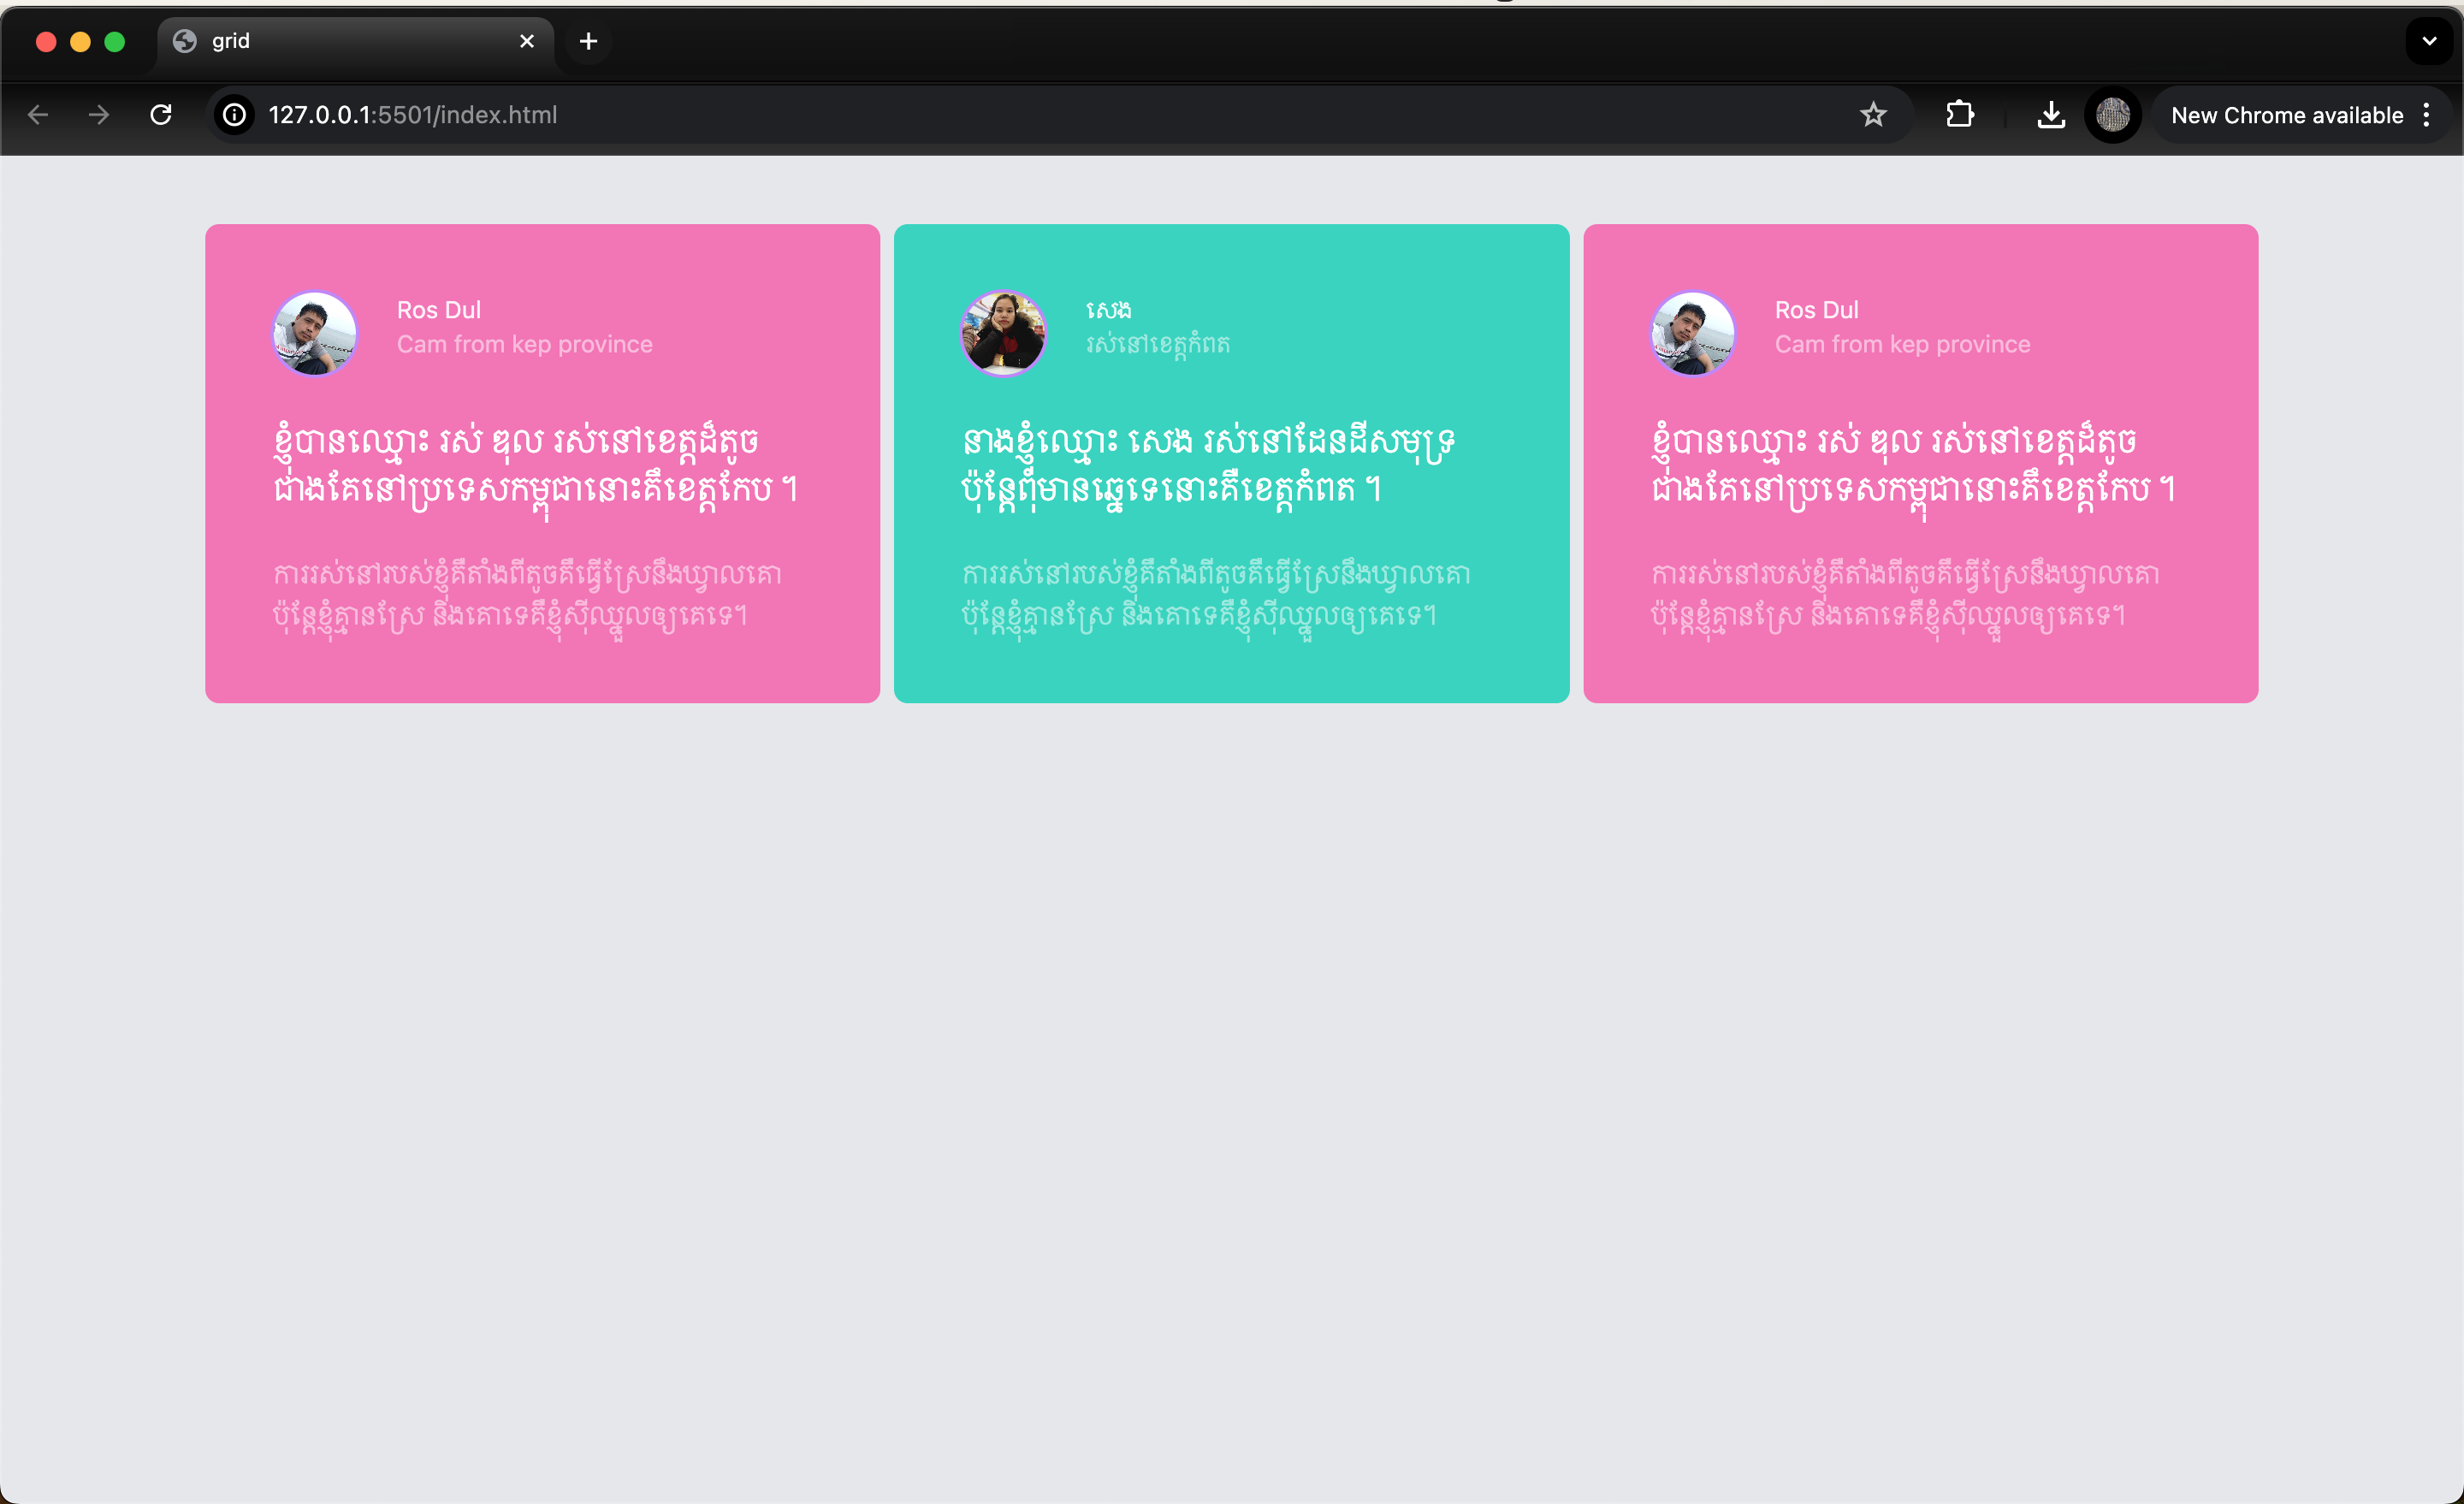 grid
127.0.0.1:5501/index.html
New Chrome available
Ros Dul
Cam from kep province
ខ្ញុំបានឈ្មោះ រស់ ឌុល រស់នៅខេត្តដ៏តូច
ជាងគែនៅប្រទេសកម្ពុជានោះគឺខេត្តកែប ។
ការរស់នៅរបស់ខ្ញុំគឺតាំងពីតូចគឺធ្វើស្រែនឹងឃ្វាលគោ
ប៉ុន្តែខ្ញុំគ្មានស្រែ និងគោទេគឺខ្ញុំស៊ីឈ្នួលឲ្យគេទេ។
សេង
រស់នៅខេត្តកំពត
នាងខ្ញុំឈ្មោះ សេង រស់នៅដែនដីសមុទ្រ
ប៉ុន្តែពុំមានឆ្នេទេនោះគឺខេត្តកំពត ។
ការរស់នៅរបស់ខ្ញុំគឺតាំងពីតូចគឺធ្វើស្រែនឹងឃ្វាលគោ
ប៉ុន្តែខ្ញុំគ្មានស្រែ និងគោទេគឺខ្ញុំស៊ីឈ្នួលឲ្យគេទេ។
Ros Dul
Cam from kep province
ខ្ញុំបានឈ្មោះ រស់ ឌុល រស់នៅខេត្តដ៏តូច
ជាងគែនៅប្រទេសកម្ពុជានោះគឺខេត្តកែប ។
ការរស់នៅរបស់ខ្ញុំគឺតាំងពីតូចគឺធ្វើស្រែនឹងឃ្វាលគោ
ប៉ុន្តែខ្ញុំគ្មានស្រែ និងគោទេគឺខ្ញុំស៊ីឈ្នួលឲ្យគេទេ។